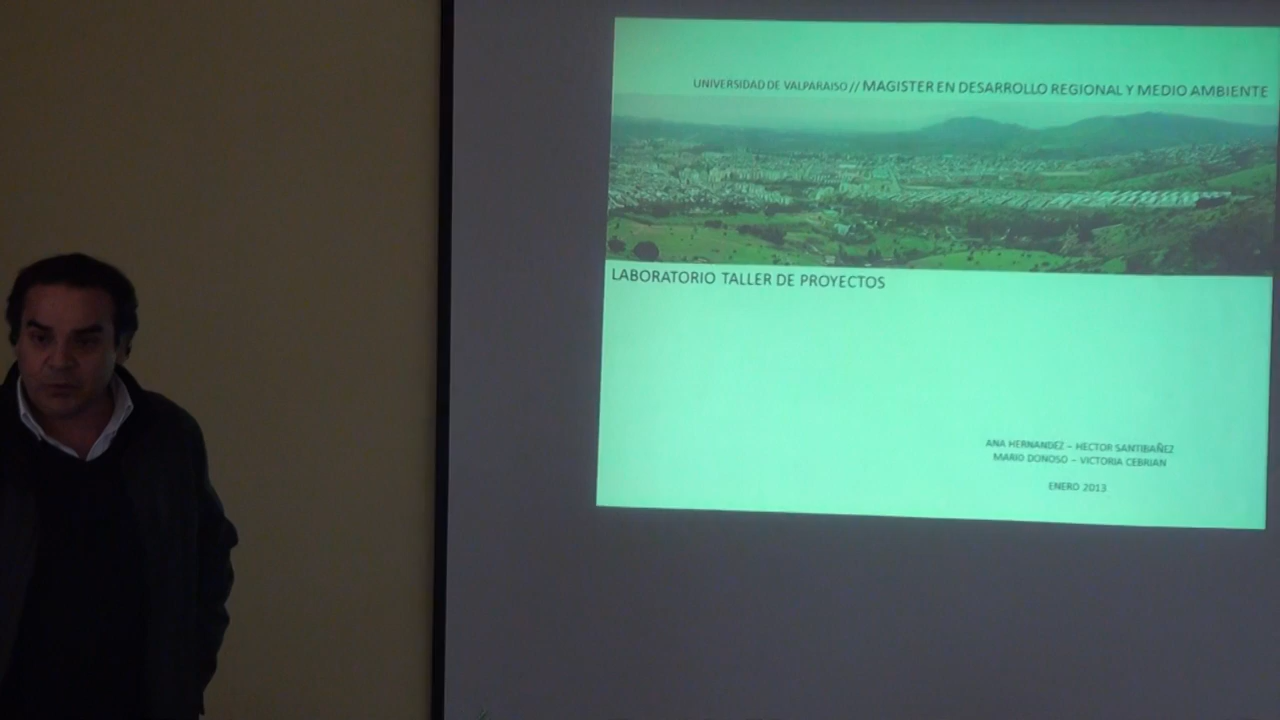 UNIVERSIDAD DE VALPARAISO // MAGISTER EN DESARROLLO REGIONAL Y MEDIO AMBIENTE
LABORATORIO TALLER DE PROYECTOS
ANA HERNANDEZ – HECTOR SANTIBAÑEZ
MARIO DONOSO – VICTORIA CEBRIAN
ENERO 2013